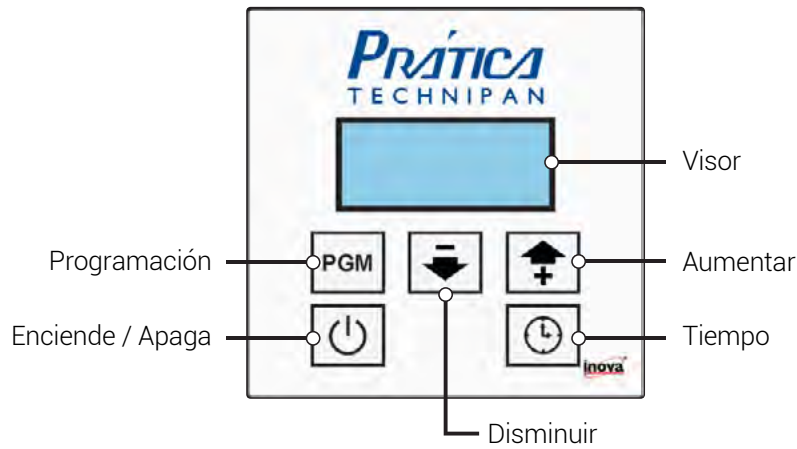 PRÁTICA
TECHNIPAN
Visor
Programación
PGM
-
+
Aumentar
Enciende / Apaga
Tiempo
inova
Disminuir